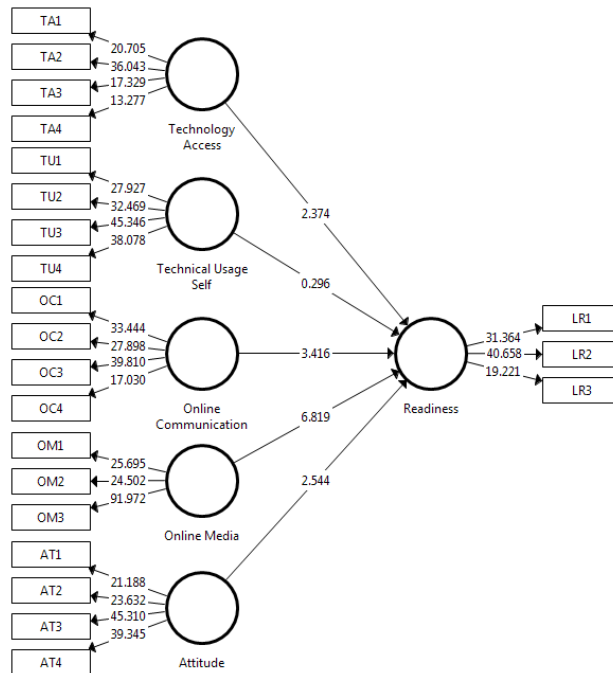 TA1
20.705
TA2
36.043
TA3
17.329
TA4
13.277
Technology
Access
2.374
TU1
27.927
TU2
32.469
TU3
45.346
TU4
38.078
Technical Usage
Self
0.296
OC1
33.444
OC2
27.898
OC3
39.810
OC4
17.030
Online
Communication
3.416
OM1
25.695
OM2
24.502
OM3
91.972
Online Media
6.819
AT1
21.188
AT2
23.632
AT3
45.310
AT4
39.345
Attitude
2.544
Readiness
31.364
LR1
40.658
LR2
19.221
LR3